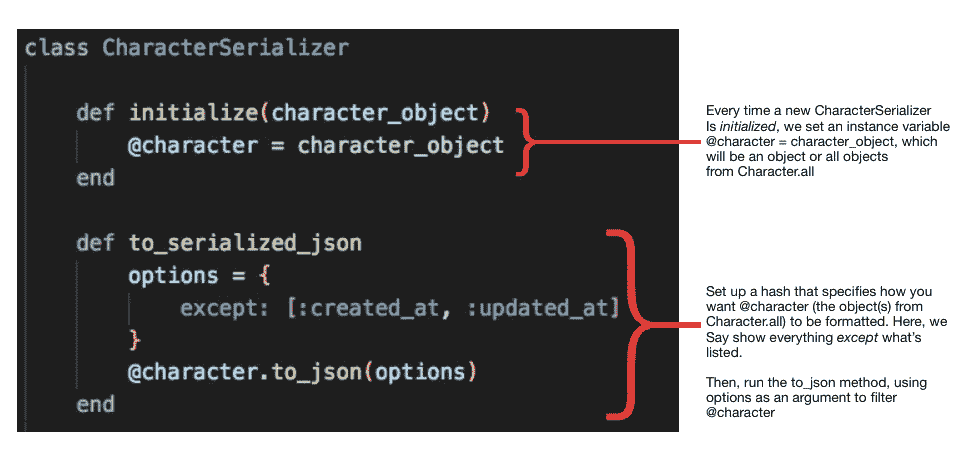 class CharacterSerializer
def initialize(character_object)
@character = character_object
end
def to_serialized_json
options = {
except: [:created_at, :updated_at]
}
@character.to_json(options)
end
Every time a new CharacterSerializer
Is initialized, we set an instance variable
@character = character_object, which
will be an object or all objects
from Character.all
Set up a hash that specifies how you
want @character (the object(s) from
Character.all) to be formatted. Here, we
Say show everything except what's
listed.
Then, run the to_json method, using
options as an argument to filter
@character